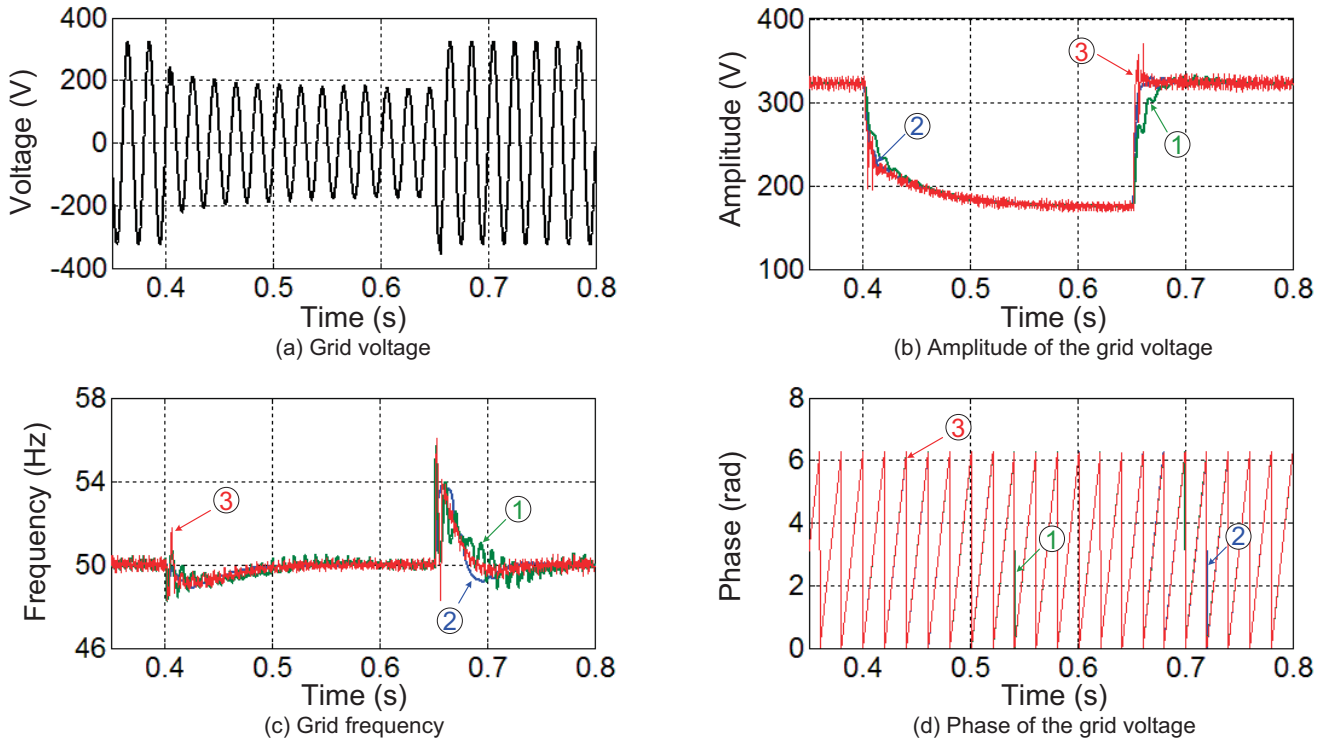 400
200
0
-200
-400
Voltage (V)
0.4 0.5 0.6 0.7 0.8
Time (s)
(a) Grid voltage
400
300
200
100
Amplitude (V)
③
②
①
0.4 0.5 0.6 0.7 0.8
Time (s)
(b) Amplitude of the grid voltage
58
54
50
46
Frequency (Hz)
③
①
②
0.4 0.5 0.6 0.7 0.8
Time (s)
(c) Grid frequency
8
6
4
2
0
Phase (rad)
③
①
②
0.4 0.5 0.6 0.7 0.8
Time (s)
(d) Phase of the grid voltage